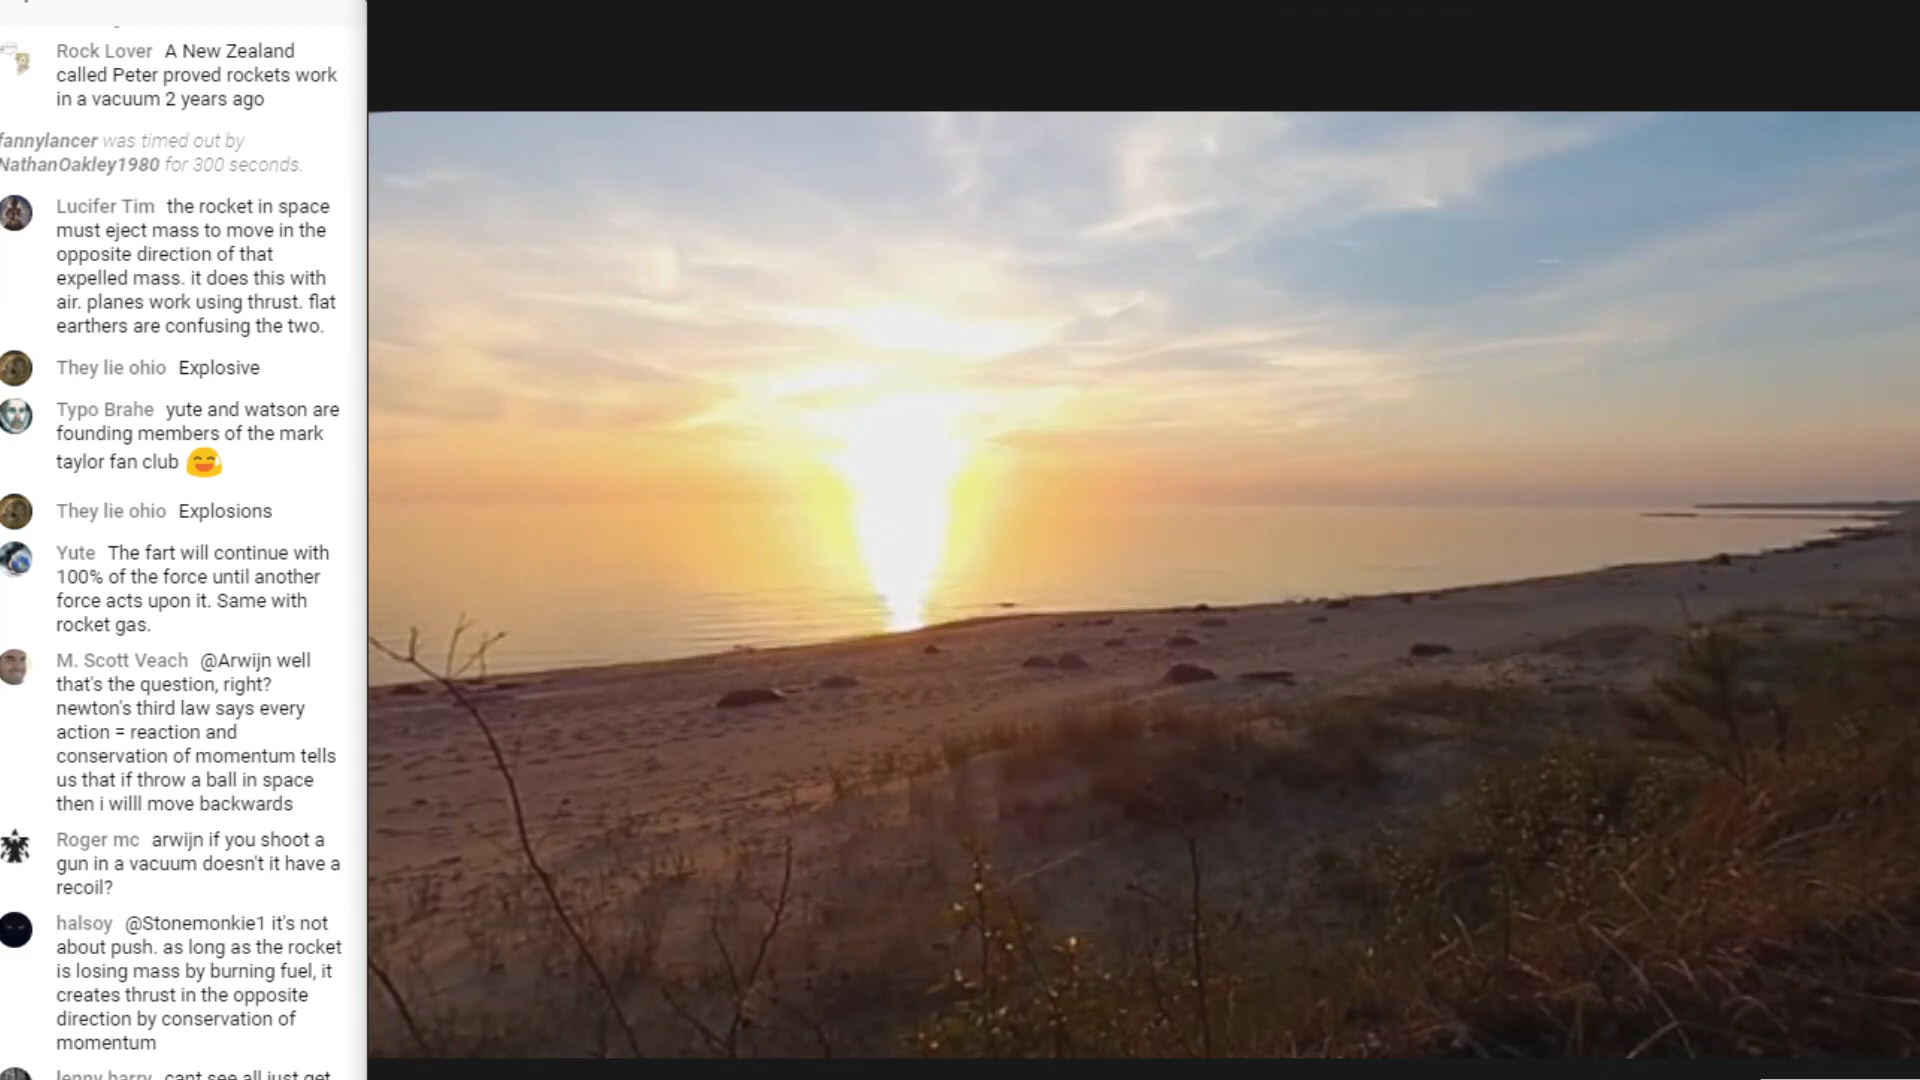 Rock Lover A New Zealand
called Peter proved rockets work
in a vacuum 2 years ago
fannylancer was timed out by
NathanOakley1980 for 300 seconds.
Lucifer Tim the rocket in space
must eject mass to move in the
opposite direction of that
expelled mass. it does this with
air. planes work using thrust. flat
earthers are confusing the two.
They lie ohio Explosive
Typo Brahe yute and watson are
founding members of the mark
taylor fan club
They lie ohio Explosions
Yute The fart will continue with
100% of the force until another
force acts upon it. Same with
rocket gas.
M. Scott Veach @Arwijn well
that's the question, right?
newton's third law says every
action = reaction and
conservation of momentum tells
us that if throw a ball in space
then i willl move backwards
Roger mc arwijn if you shoot a
gun in a vacuum doesn't it have a
recoil?
halsoy @Stonemonkie1 it's not
about push. as long as the rocket
is losing mass by burning fuel, it
creates thrust in the opposite
direction by conservation of
momentum
lenny harry cant see all just get